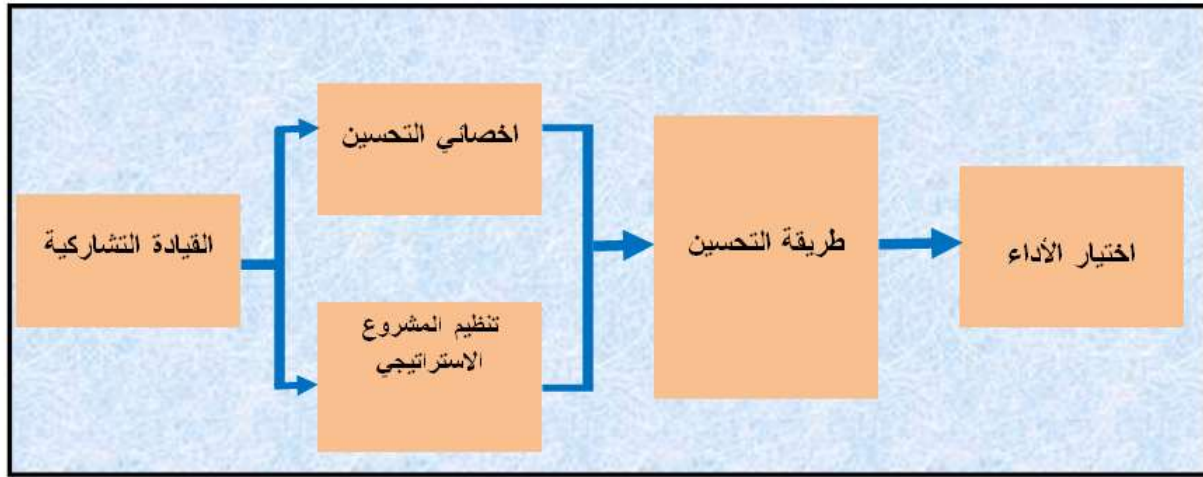 القيادة التشاركية
اخصائي التحسين
تنظيم المشروع
الاستراتيجي
طريقة التحسين
اختيار الأداء